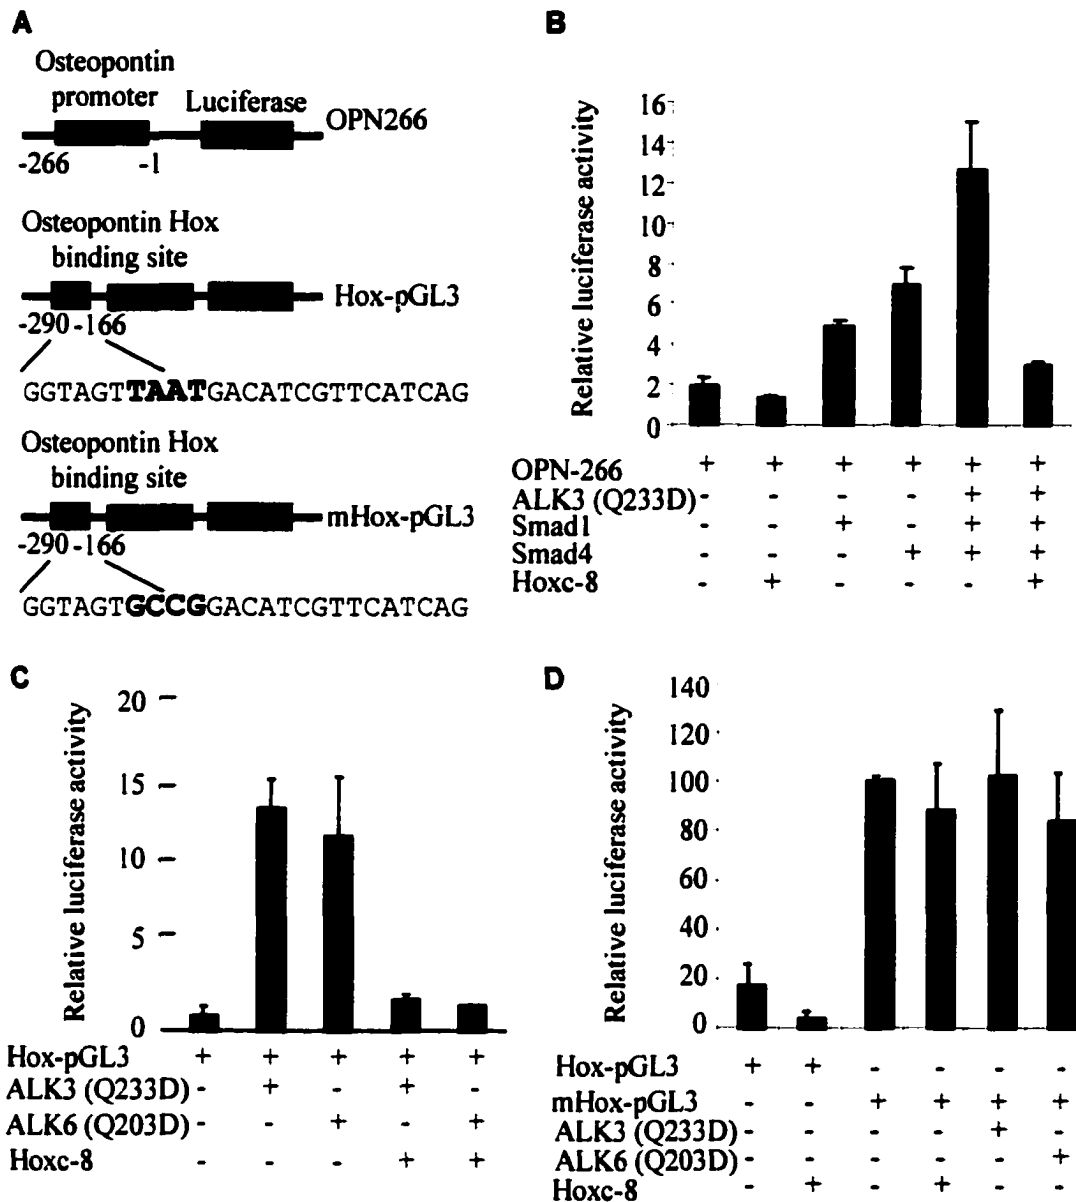 A
Osteopontin
promoter
Luciferase
OPN266
-266
-1
Osteopontin Hox
binding site
Hox-pGL3
-290 -166
GGTAGTTAATGACATCGTTCATCAG
Osteopontin Hox
binding site
mHox-pGL3
-290 -166
GGTAGTGCCGGACATCGTTCATCAG
B
Relative luciferase activity
16
14
12
10
8
6
4
2
0
OPN-266 + + + + + +
ALK3 (Q233D) - - - - + +
Smad1 - - + - + +
Smad4 - - - + + +
Hoxc-8 - + - - - +
C
Relative luciferase activity
20
15
10
5
0
Hox-pGL3 + + + + +
ALK3 (Q233D) - + - + -
ALK6 (Q203D) - - + - +
Hoxc-8 - - - + +
D
Relative luciferase activity
140
120
100
80
60
40
20
0
Hox-pGL3 + + - - - -
mHox-pGL3 - - + + + +
ALK3 (Q233D) - - - - + -
ALK6 (Q203D) - - - - - +
Hoxc-8 - + - + - -